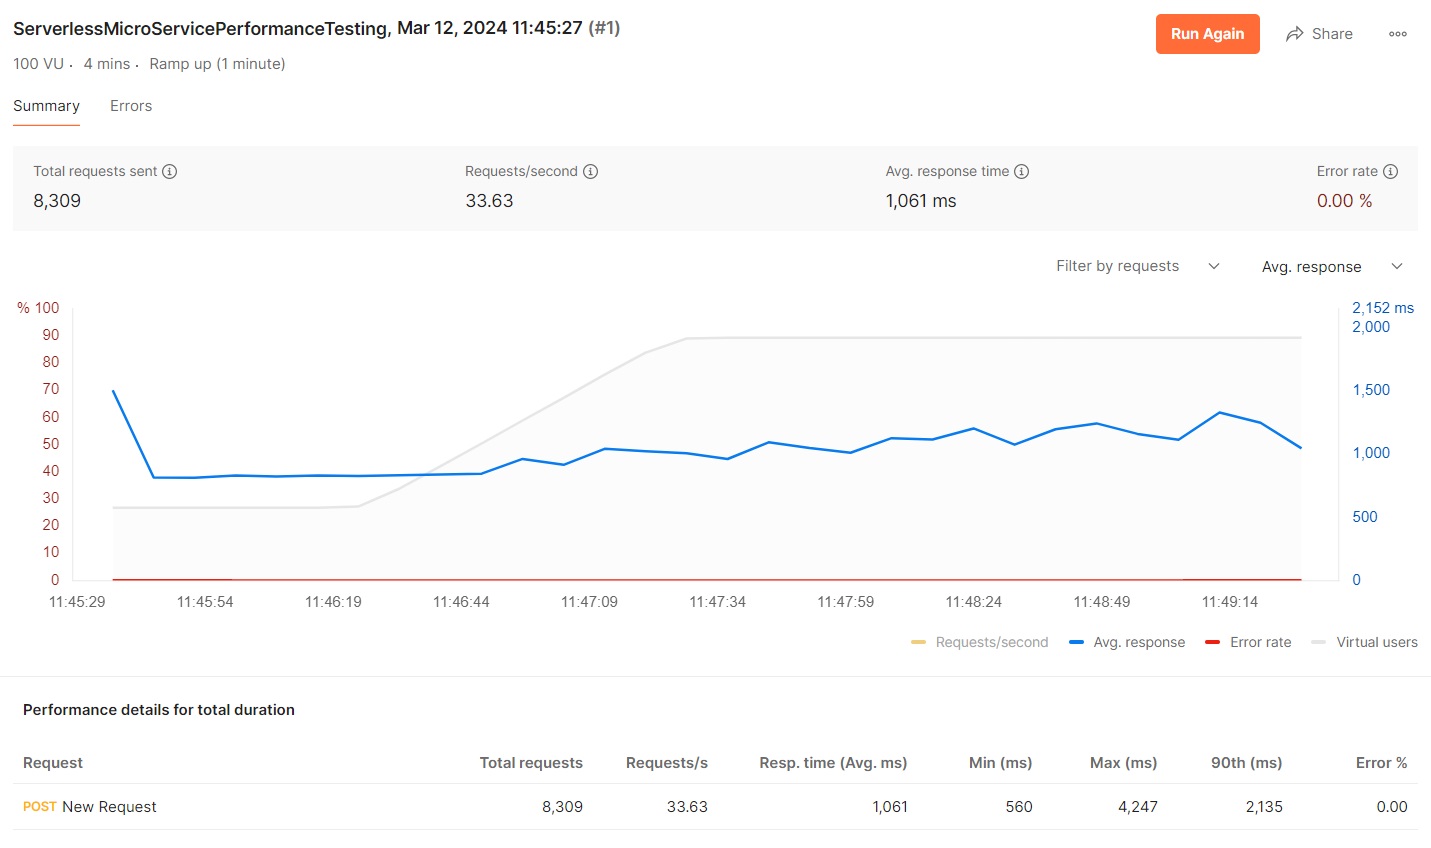 ServerlessMicroServicePerformanceTesting, Mar 12, 2024 11:45:27 (#1)
Run Again
Share
100 VU · 4 mins · Ramp up (1 minute)
Summary Errors
Total requests sent Requests/second Avg. response time Error rate
8,309 33.63 1,061 ms 0.00 %
Filter by requests Avg. response
% 100 2,152 ms
2,000
90
80
70 1,500
60
50 1,000
40
30
20 500
10
0 0
11:45:29 11:45:54 11:46:19 11:46:44 11:47:09 11:47:34 11:47:59 11:48:24 11:48:49 11:49:14
Requests/second Avg. response Error rate Virtual users
Performance details for total duration
Request Total requests Requests/s Resp. time (Avg. ms) Min (ms) Max (ms) 90th (ms) Error %
POST New Request 8,309 33.63 1,061 560 4,247 2,135 0.00